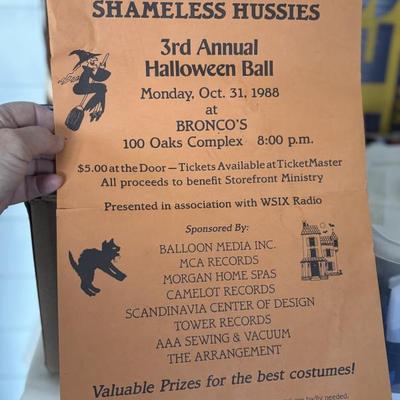 SHAMELESS HUSSIES
3rd Annual
Halloween Ball
Monday, Oct. 31, 1988
at
BRONCO'S
100 Oaks Complex 8:00 p.m.
$5.00 at the Door — Tickets Available at TicketMaster
All proceeds to benefit Storefront Ministry
Presented in association with WSIX Radio
Sponsored By:
BALLOON MEDIA INC.
MCA RECORDS
MORGAN HOME SPAS
CAMELOT RECORDS
SCANDINAVIA CENTER OF DESIGN
TOWER RECORDS
AAA SEWING & VACUUM
THE ARRANGEMENT
Valuable Prizes for the best costumes!
are badly needed.